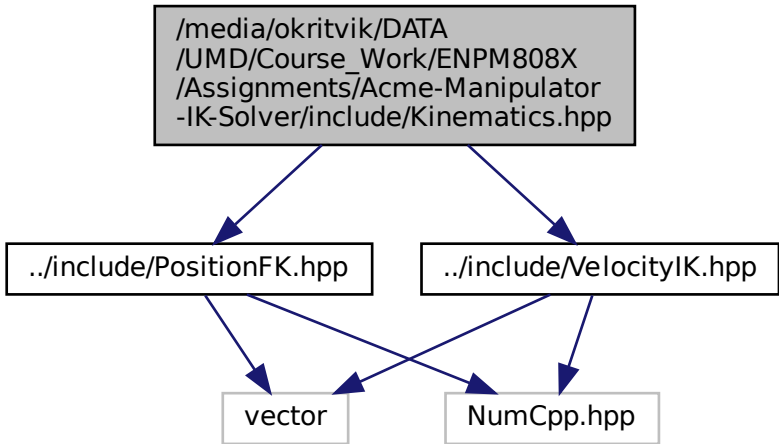 /media/okritvik/DATA
/UMD/Course_Work/ENPM808X
/Assignments/Acme-Manipulator
-IK-Solver/include/Kinematics.hpp
../include/PositionFK.hpp
../include/VelocityIK.hpp
vector
NumCpp.hpp